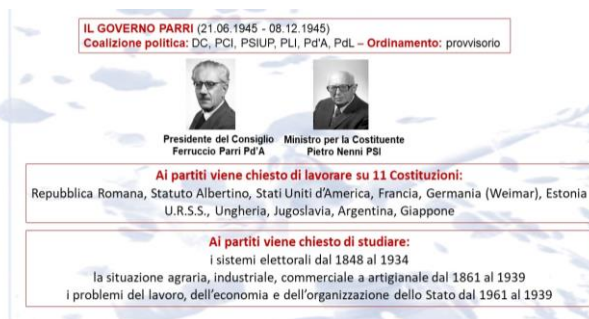 IL GOVERNO PARRI (21.06.1945 - 08.12.1945)
Coalizione politica: DC, PCI, PSIUP, PLI, Pd'A, PdL – Ordinamento: provvisorio
Presidente del Consiglio
Ferruccio Parri Pd'A
Ministro per la Costituente
Pietro Nenni PSI
Ai partiti viene chiesto di lavorare su 11 Costituzioni:
Repubblica Romana, Statuto Albertino, Stati Uniti d'America, Francia, Germania (Weimar), Estonia
U.R.S.S., Ungheria, Jugoslavia, Argentina, Giappone
Ai partiti viene chiesto di studiare:
i sistemi elettorali dal 1848 al 1934
la situazione agraria, industriale, commerciale a artigianale dal 1861 al 1939
i problemi del lavoro, dell'economia e dell'organizzazione dello Stato dal 1961 al 1939